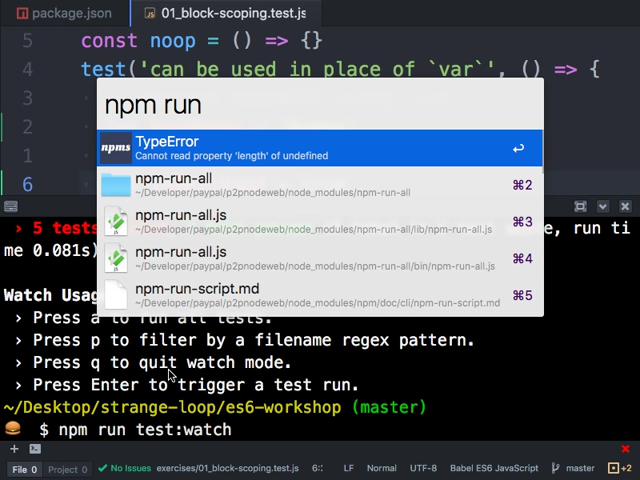 package.json
01_block-scoping.test.js
5 const noop = () => {}
4 test('can be used in place of `var`', () => {
3
2
1
6
npm run
npms TypeError
Cannot read property 'length' of undefined
npm-run-all ⌘2
~/Developer/paypal/p2pnodeweb/node_modules/npm-run-all
npm-run-all.js ⌘3
~/Developer/paypal/p2pnodeweb/node_modules/npm-run-all/lib/npm-run-all.js
npm-run-all.js ⌘4
~/Developer/paypal/p2pnodeweb/node_modules/npm-run-all/bin/npm-run-all.js
npm-run-script.md ⌘5
~/Developer/paypal/p2pnodeweb/node_modules/npm/doc/cli/npm-run-script.md
› 5 tests , run ti
me 0.081s)
Watch Usag
› Press a to run all tests.
› Press p to filter by a filename regex pattern.
› Press q to quit watch mode.
› Press Enter to trigger a test run.
~/Desktop/strange-loop/es6-workshop (master)
🍔 $ npm run test:watch
File 0 Project 0 ✓ No Issues exercises/01_block-scoping.test.js 6:: LF Normal UTF-8 Babel ES6 JavaScript master +2